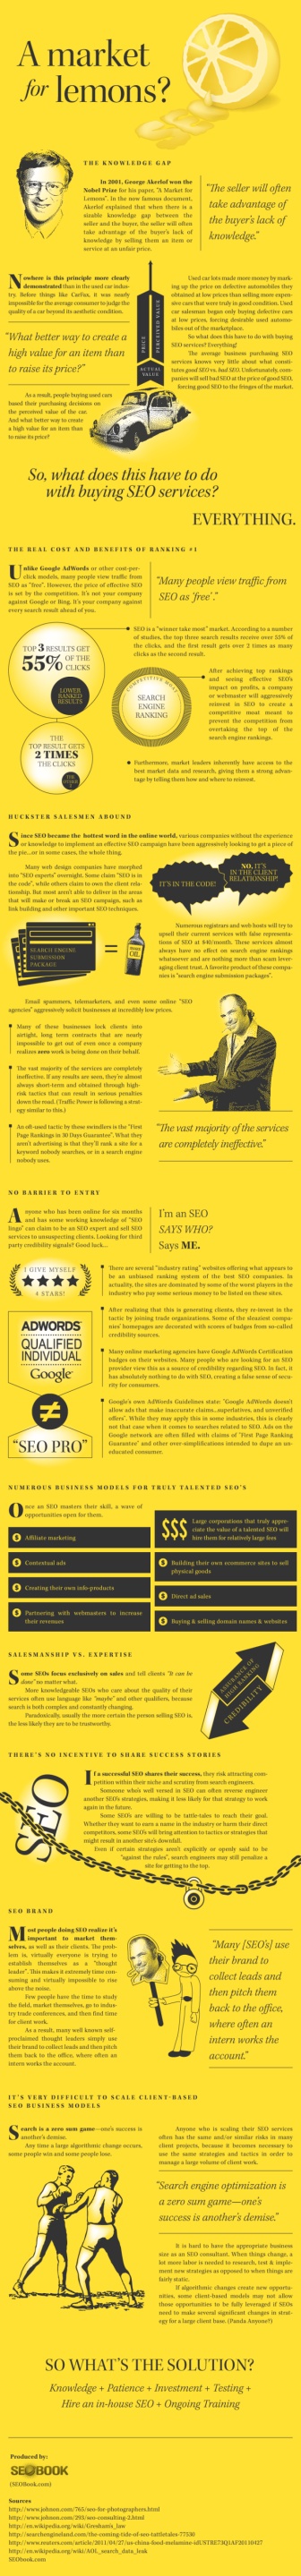 A market
for lemons?
THE KNOWLEDGE GAP
In 2001, George Akerlof won the
Nobel Prize for his paper, "A Market for
Lemons". In the now famous document,
Akerlof explained that when there is a
sizable knowledge gap between the
seller and the buyer, the seller will often
take advantage of the buyer's lack of
knowledge by selling them an item or
service at an unfair price.
"The seller will often
take advantage of
the buyer's lack of
knowledge."
Nowhere is this principle more clearly
demonstrated than in the used car indus-
try. Before things like Carfax, it was nearly
impossible for the average consumer to judge the
quality of a car beyond its aesthetic condition.
"What better way to create a
high value for an item than
to raise its price?"
As a result, people buying used cars
based their purchasing decisions on
the perceived value of the car.
And what better way to create
a high value for an item than
to raise its price?
PRICE
PERCEIVED VALUE
ACTUAL
VALUE
Used car lots made more money by mark-
ing up the price on defective automobiles they
obtained at low prices than selling more expen-
sive cars that were truly in good condition. Used
car salesmen began only buying defective cars
at low prices, forcing desirable used automo-
biles out of the marketplace.
So what does this have to do with buying
SEO services? Everything!
The average business purchasing SEO
services knows very little about what consti-
tutes good SEO vs. bad SEO. Unfortunately, com-
panies will sell bad SEO at the price of good SEO,
forcing good SEO to the fringes of the market.
So, what does this have to do
with buying SEO services?
EVERYTHING.
THE REAL COST AND BENEFITS OF RANKING #1
Unlike Google AdWords or other cost-per-
click models, many people view traffic from
SEO as "free". However, the price of effective SEO
is set by the competition. It's not your company
against Google or Bing. It's your company against
every search result ahead of you.
"Many people view traffic from
SEO as 'free'."
TOP 3 RESULTS GET
55% OF THE
CLICKS
LOWER
RANKED
RESULTS
THE
TOP RESULT GETS
2 TIMES
THE CLICKS
SEO is a "winner take most" market. According to a number
of studies, the top three search results receive over 55% of
the clicks, and the first result gets over 2 times as many
clicks as the second result.
COMPETITIVE MOAT
SEARCH
ENGINE
RANKING
After achieving top rankings
and seeing effective SEO's
impact on profits, a company
or webmaster will aggressively
reinvest in SEO to create a
competitive moat meant to
prevent the competition from
overtaking the top of the
search engine rankings.
Furthermore, market leaders inherently have access to the
best market data and research, giving them a strong advan-
tage by telling them how and where to reinvest.
HUCKSTER SALESMEN ABOUND
Since SEO became the hottest word in the online world, various companies without the experience
or knowledge to implement an effective SEO campaign have been aggressively looking to get a piece of
the pie...or in some cases, the whole thing.
Many web design companies have morphed
into "SEO experts" overnight. Some claim "SEO is in
the code", while others claim to own the client rela-
tionship. But most aren't able to deliver in the areas
that will make or break an SEO campaign, such as
link building and other important SEO techniques.
IT'S IN THE CODE!
NO, IT'S
IN THE CLIENT
RELATIONSHIP!
SEARCH ENGINE
SUBMISSION
PACKAGE
=
OIL
Numerous registrars and web hosts will try to
upsell their current services with false representa-
tions of SEO at $40/month. These services almost
always have no effect on search engine rankings
whatsoever and are nothing more than scam lever-
aging client trust. A favorite product of these compa-
nies is "search engine submission packages".
Email spammers, telemarketers, and even some online "SEO
agencies" aggressively solicit businesses at incredibly low prices.
Many of these businesses lock clients into
long term contracts that are nearly
impossible to get out of even once a company
realizes zero work is being done on their behalf.
The vast majority of the services are completely
ineffective. If any results are seen, they're almost
always short-term and obtained through high-
risk tactics that can result in serious penalties
down the road. (Traffic Power is following a strat-
egy similar to this.)
An oft-used tactic by those swindlers is the "First
Page Rankings in 30 Days Guarantee". What they
aren't advertising is that they'll rank a site for a
keyword nobody searches, or in a search engine
nobody uses.
"The vast majority of the services
are completely ineffective."
NO BARRIER TO ENTRY
Anyone who has been online for six months
and has some working knowledge of "SEO
lingo" can claim to be an SEO expert and sell SEO
services to unsuspecting clients. Looking for third
party credibility signals? Good luck...
I'm an SEO
SAYS WHO?
Says ME.
I GIVE MYSELF
4 STARS!
There are several "industry rating" websites offering what appears to
be an unbiased ranking system of the best SEO companies. In
actuality, the sites are dominated by some of the worst players in the
industry who pay some serious money to be listed on these sites.
ADWORDS
QUALIFIED
INDIVIDUAL
Google
≠
"SEO PRO"
After realizing that this is generating clients, they re-invest in the
tactic by joining trade organizations. Some of the sleaziest compa-
nies' homepages are decorated with scores of badges from so-called
credibility sources.
Many online marketing agencies have Google AdWords Certification
badges on their websites. Many people who are looking for an SEO
provider view this as a source of credibility regarding SEO. In fact, it
has absolutely nothing to do with SEO, creating a false sense of secu-
rity for consumers.
Google's own AdWords Guidelines state: "Google AdWords doesn't
allow ads that make inaccurate claims...superlatives, and unverified
offers". While they may apply this in some industries, this is clearly
not that case when it comes to searches related to SEO. Ads on the
Google network are often filled with claims of "First Page Ranking
Guarantee" and other over-simplifications intended to dupe an un-
educated consumer.
NUMEROUS BUSINESS MODELS FOR TRULY TALENTED SEO'S
Once an SEO masters their skill, a wave of
opportunities open for them.
$$$ Large corporations that truly appre-
ciate the value of a talented SEO will
hire them for relatively large fees
$ Affiliate marketing
$ Contextual ads
$ Building their own ecommerce sites to sell
physical goods
$ Creating their own info-products
$ Direct ad sales
$ Partnering with webmasters to increase
their revenues
$ Buying & selling domain names & websites
SALESMANSHIP VS. EXPERTISE
Some SEOs focus exclusively on sales and tell clients "it can be
done" no matter what.
More knowledgeable SEOs who care about the quality of their
services often use language like "maybe" and other qualifiers, because
search is both complex and constantly changing.
Paradoxically, usually the more certain the person selling SEO is,
the less likely they are to be trustworthy.
ASSURANCE OF
HIGH RANKING
CREDIBILITY
THERE'S NO INCENTIVE TO SHARE SUCCESS STORIES
SEO
If a successful SEO shares their success, they risk attracting com-
petition within their niche and scrutiny from search engineers.
Someone who's well versed in SEO can often reverse engineer
another SEO's strategies, making it less likely for that strategy to work
again in the future.
Some SEOs are willing to be tattle-tales to reach their goal.
Whether they want to earn a name in the industry or harm their direct
competitors, some SEOs will bring attention to tactics or strategies that
might result in another site's downfall.
Even if certain strategies aren't explicitly or openly said to be
"against the rules", search engineers may still penalize a
site for getting to the top.
SEO BRAND
Most people doing SEO realize it's
important to market them-
selves, as well as their clients. The prob-
lem is, virtually everyone is trying to
establish themselves as a "thought
leader". This makes it extremely time con-
suming and virtually impossible to rise
above the noise.
Few people have the time to study
the field, market themselves, go to indus-
try trade conferences, and then find time
for client work.
As a result, many well known self-
proclaimed thought leaders simply use
their brand to collect leads and then pitch
them back to the office, where often an
intern works the account.
"Many [SEO's] use
their brand to
collect leads and
then pitch them
back to the office,
where often an
intern works the
account."
IT'S VERY DIFFICULT TO SCALE CLIENT-BASED
SEO BUSINESS MODELS
Search is a zero sum game—one's success is
another's demise.
Any time a large algorithmic change occurs,
some people win and some people lose.
Anyone who is scaling their SEO services
often has the same and/or similar risks in many
client projects, because it becomes necessary to
use the same strategies and tactics in order to
manage a large volume of client work.
"Search engine optimization is
a zero sum game—one's
success is another's demise."
It is hard to have the appropriate business
size as an SEO consultant. When things change, a
lot more labor is needed to research, test & imple-
ment new strategies as opposed to when things are
fairly static.
If algorithmic changes create new opportu-
nities, some client-based models may not allow
those opportunities to be fully leveraged if SEOs
need to make several significant changes in strat-
egy for a large client base. (Panda Anyone?)
SO WHAT'S THE SOLUTION?
Knowledge + Patience + Investment + Testing +
Hire an in-house SEO + Ongoing Training
Produced by:
SEOBOOK
(SEOBook.com)
Sources
http://www.johnon.com/765/seo-for-photographers.html
http://www.johnon.com/293/seo-consulting-2.html
http://en.wikipedia.org/wiki/Greshams_law
http://searchengineland.com/the-coming-tide-of-seo-tattletales-77530
http://www.reuters.com/article/2011/04/27/us-china-food-melamine-idUSTRE73Q1AF20110427
http://en.wikipedia.org/wiki/AOL_search_data_leak
SEObook.com